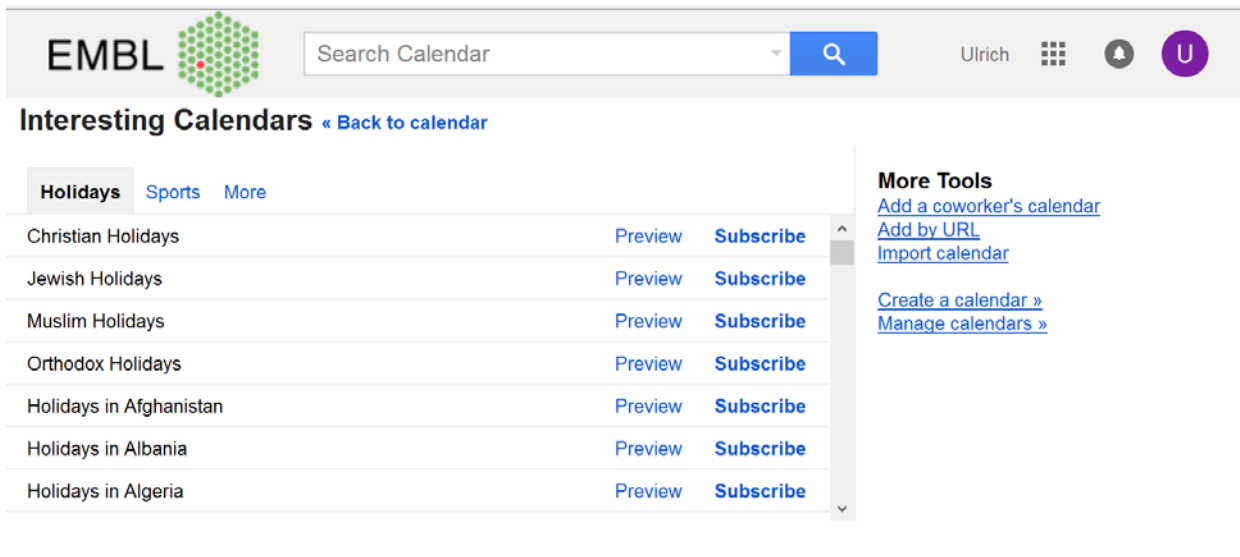 EMBL
Search Calendar
Ulrich
U
Interesting Calendars « Back to calendar
Holidays Sports More
Christian Holidays Preview Subscribe
Jewish Holidays Preview Subscribe
Muslim Holidays Preview Subscribe
Orthodox Holidays Preview Subscribe
Holidays in Afghanistan Preview Subscribe
Holidays in Albania Preview Subscribe
Holidays in Algeria Preview Subscribe
More Tools
Add a coworker's calendar
Add by URL
Import calendar
Create a calendar »
Manage calendars »